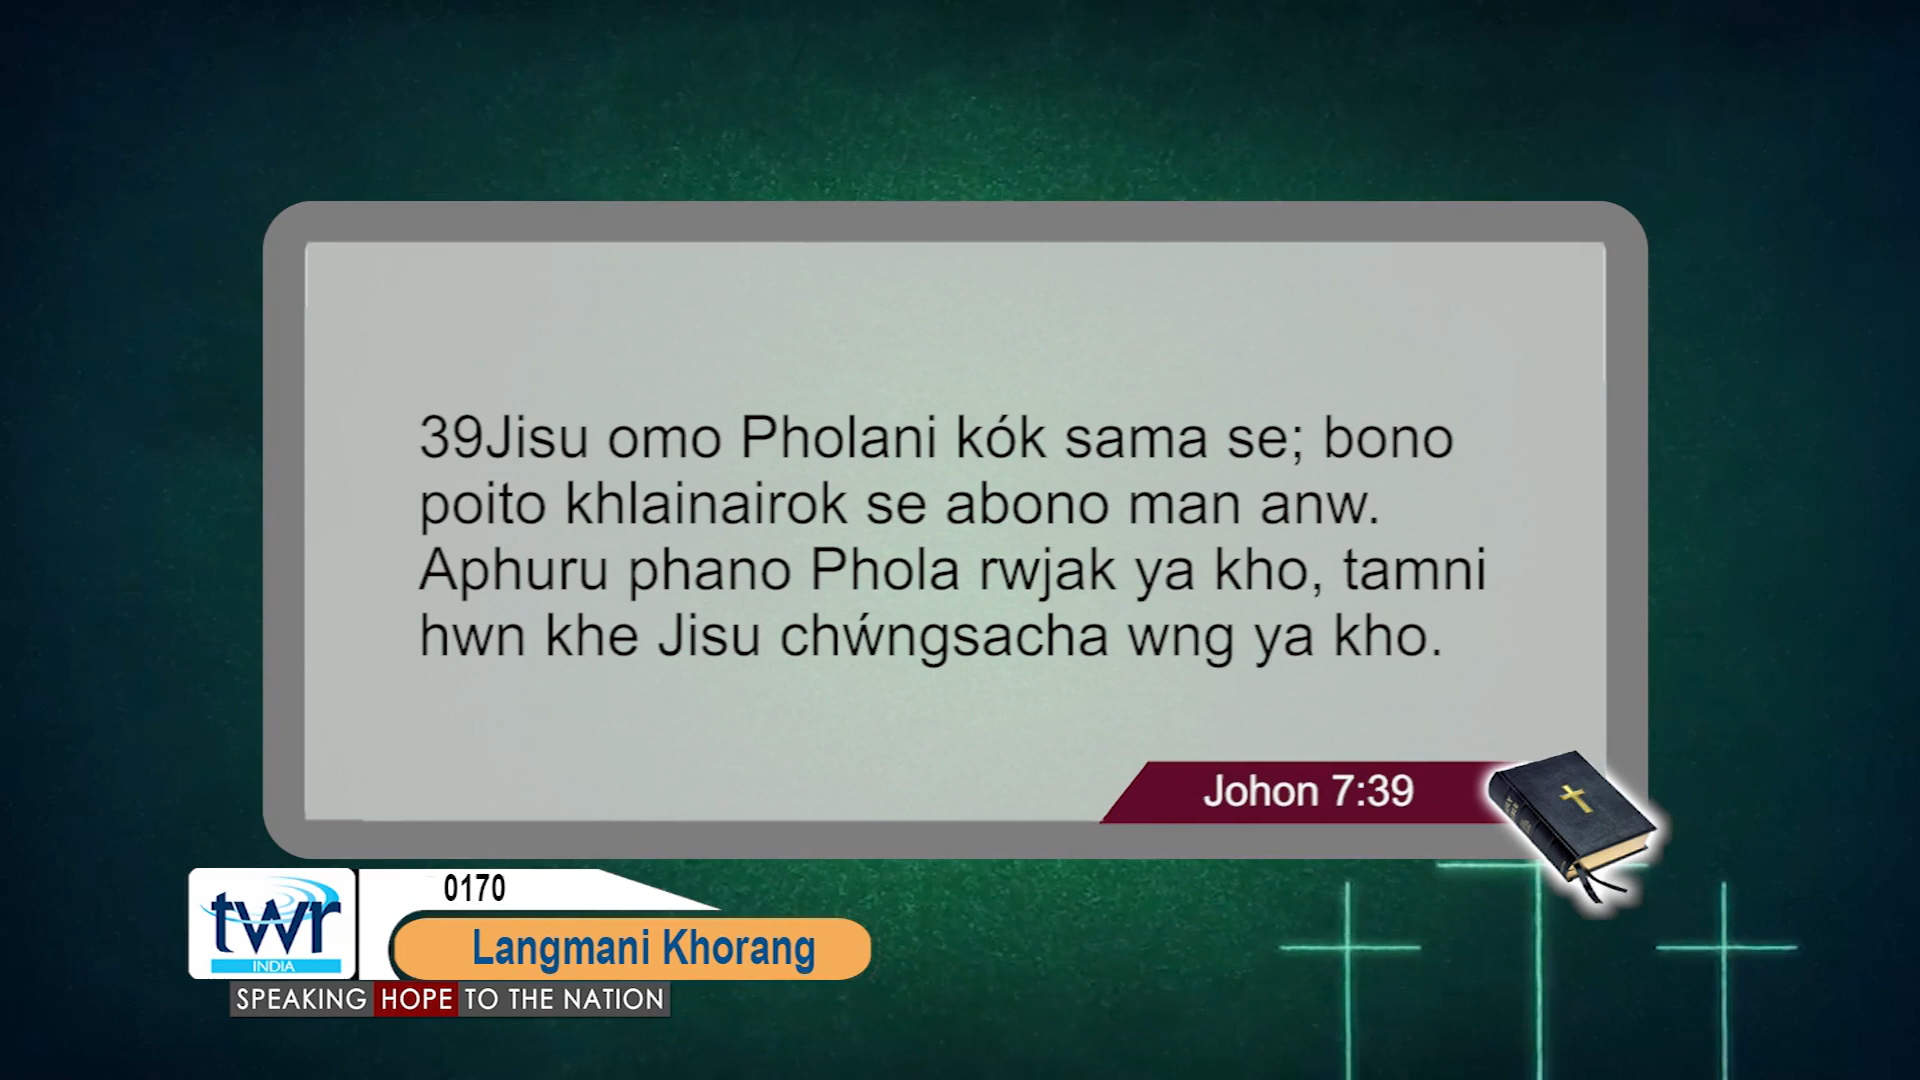 39Jisu omo Pholani kók sama se; bono
poito khlainairok se abono man anw.
Aphuru phano Phola rwjak ya kho, tamni
hwn khe Jisu chẃngsacha wng ya kho.
Johon 7:39
0170
twr
INDIA
Langmani Khorang
SPEAKING HOPE TO THE NATION